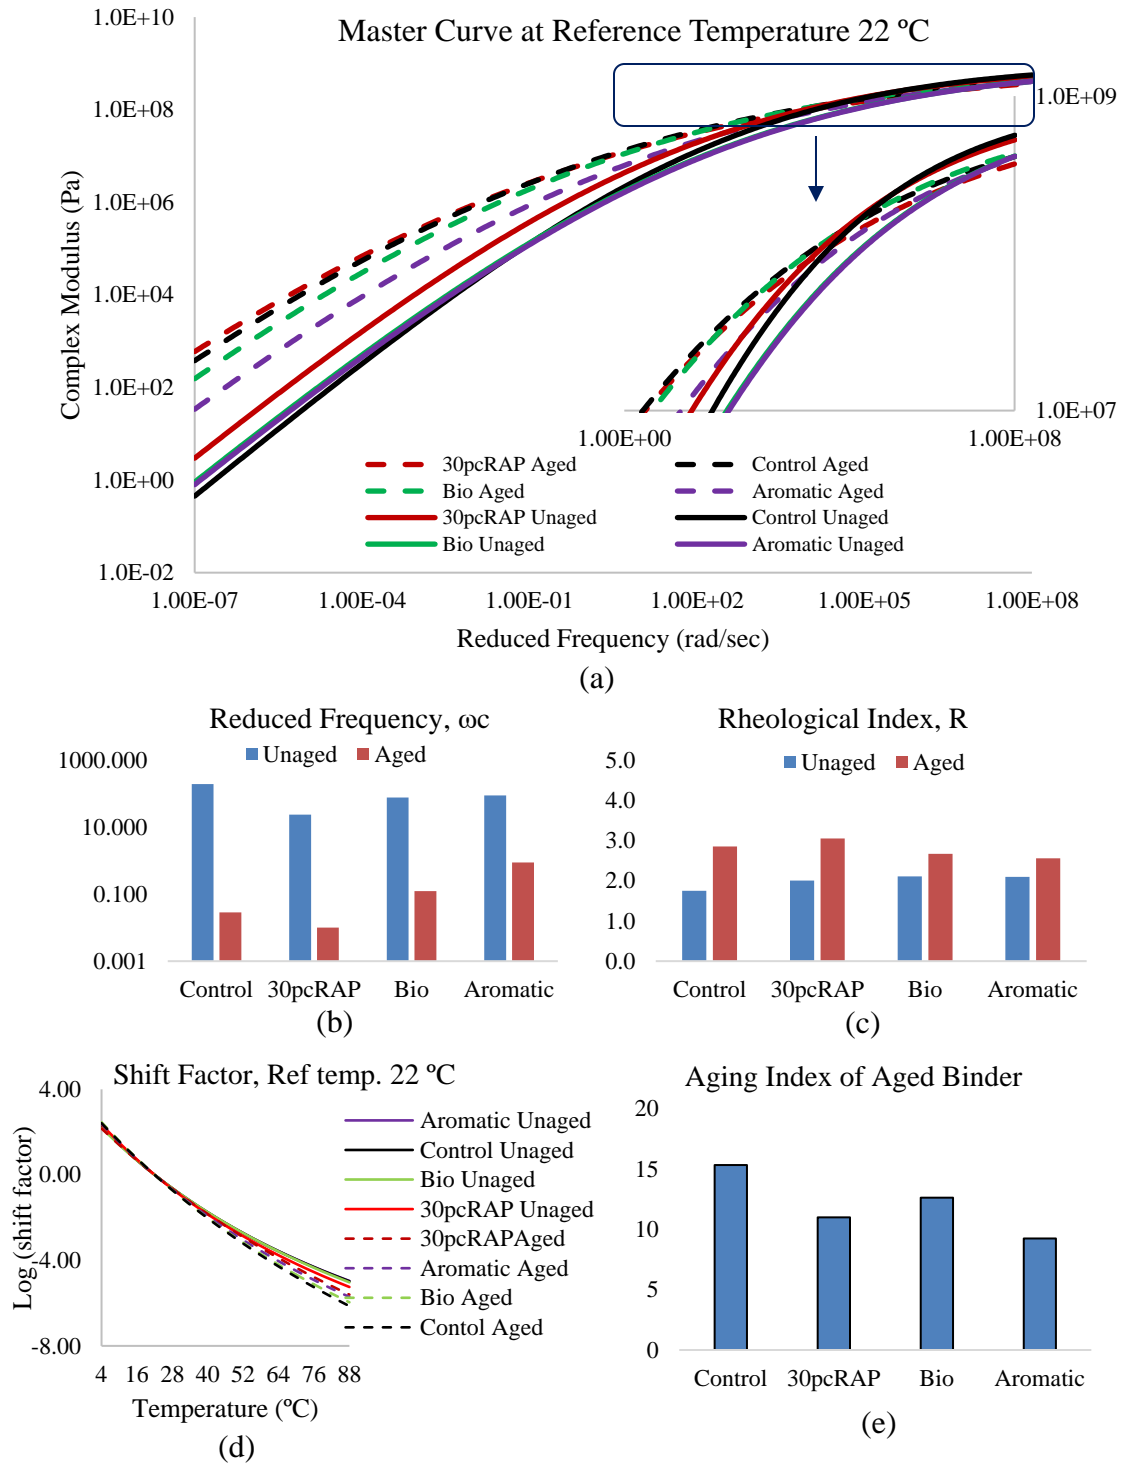 Master Curve at Reference Temperature 22 ºC
Complex Modulus (Pa)
1.0E+10
1.0E+08
1.0E+06
1.0E+04
1.0E+02
1.0E+00
1.0E-02
1.00E-07 1.00E-04 1.00E-01 1.00E+02 1.00E+05 1.00E+08
Reduced Frequency (rad/sec)
1.0E+09
1.0E+07
1.00E+00 1.00E+08
30pcRAP Aged Control Aged
Bio Aged Aromatic Aged
30pcRAP Unaged Control Unaged
Bio Unaged Aromatic Unaged
(a)
Reduced Frequency, ωc
Unaged Aged
1000.000
10.000
0.100
0.001
Control 30pcRAP Bio Aromatic
(b)
Rheological Index, R
Unaged Aged
5.0
4.0
3.0
2.0
1.0
0.0
Control 30pcRAP Bio Aromatic
(c)
Shift Factor, Ref temp. 22 ºC
Log (shift factor)
4.00
0.00
-4.00
-8.00
4 16 28 40 52 64 76 88
Temperature (ºC)
Aromatic Unaged
Control Unaged
Bio Unaged
30pcRAP Unaged
30pcRAPAged
Aromatic Aged
Bio Aged
Contol Aged
(d)
Aging Index of Aged Binder
20
15
10
5
0
Control 30pcRAP Bio Aromatic
(e)